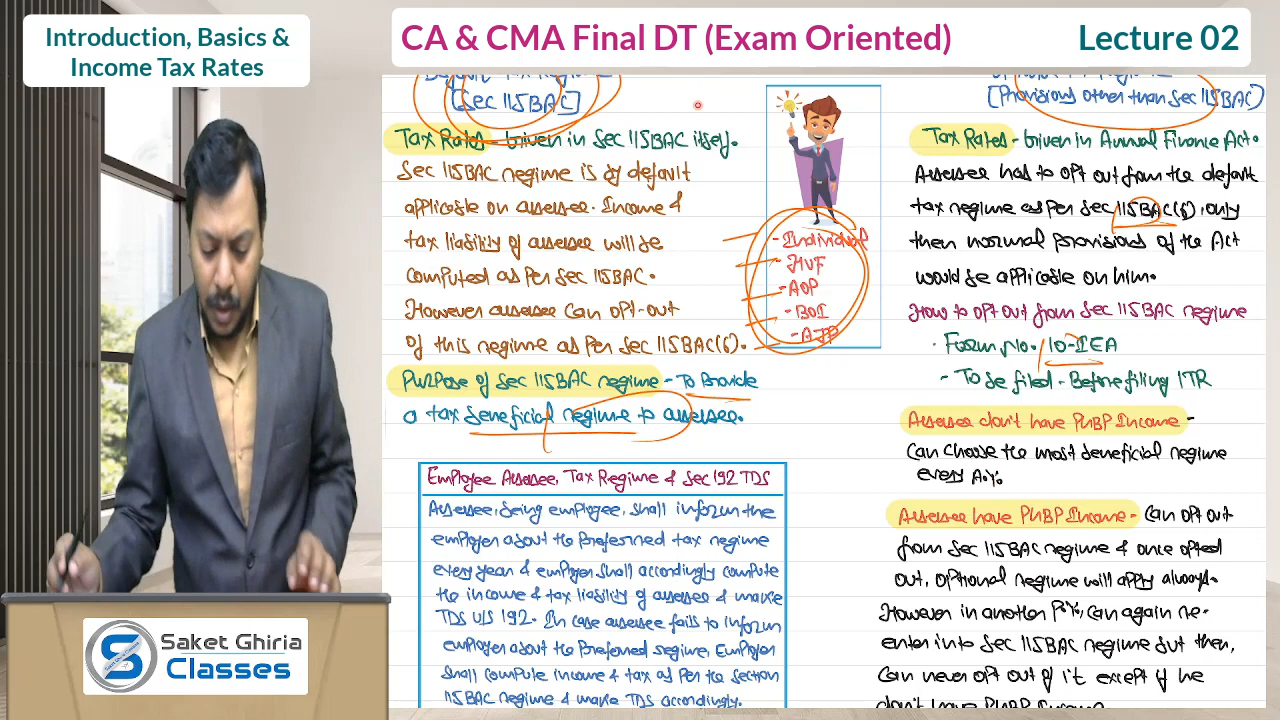 Introduction, Basics &
Income Tax Rates
CA & CMA Final DT (Exam Oriented)
Lecture 02
[Sec 115BAC]
Tax Rates - Given in Sec 115BAC itself.
Sec 115BAC regime is by default
applicable on assessee. Income &
tax liability of assessee will be
computed as per Sec 115BAC.
However assessee can opt-out
of this regime as per Sec 115BAC(6).
Purpose of Sec 115BAC regime - To Provide
a tax beneficial regime to assessee.
Employee Assessee, Tax Regime & Sec 192 TDS
Assessee, being employee, shall inform the
employer about the Preferred tax regime
every year & employer shall accordingly compute
the income & tax liability of assessee & make
TDS U/S 192. In case assessee fails to inform
employer about the Preferred regime, Employer
shall compute income & tax as per the section
115BAC regime & make TDS accordingly.
- Individual
- HUF
- AOP
- BOI
- AJP
[Provisions other than Sec 115BAC]
Tax Rates - Given in Annual Finance Act.
Assessee has to opt out from the default
tax regime as per Sec 115BAC(6), only
then normal provisions of the Act
would be applicable on him.
How to opt out from Sec 115BAC regime
· Form No. 10-IEA
- To be filed - Before filing ITR
Assessee don't have PGBP Income -
Can choose the most beneficial regime
every A.Y.
Assessee have PGBP Income - Can opt out
from Sec 115BAC regime & once opted
out, optional regime will apply always.
However in another P.Y., can again re-
enter into Sec 115BAC regime but then,
Can never opt out of it except if he
don't have PGBP Income
Saket Ghiria
Classes